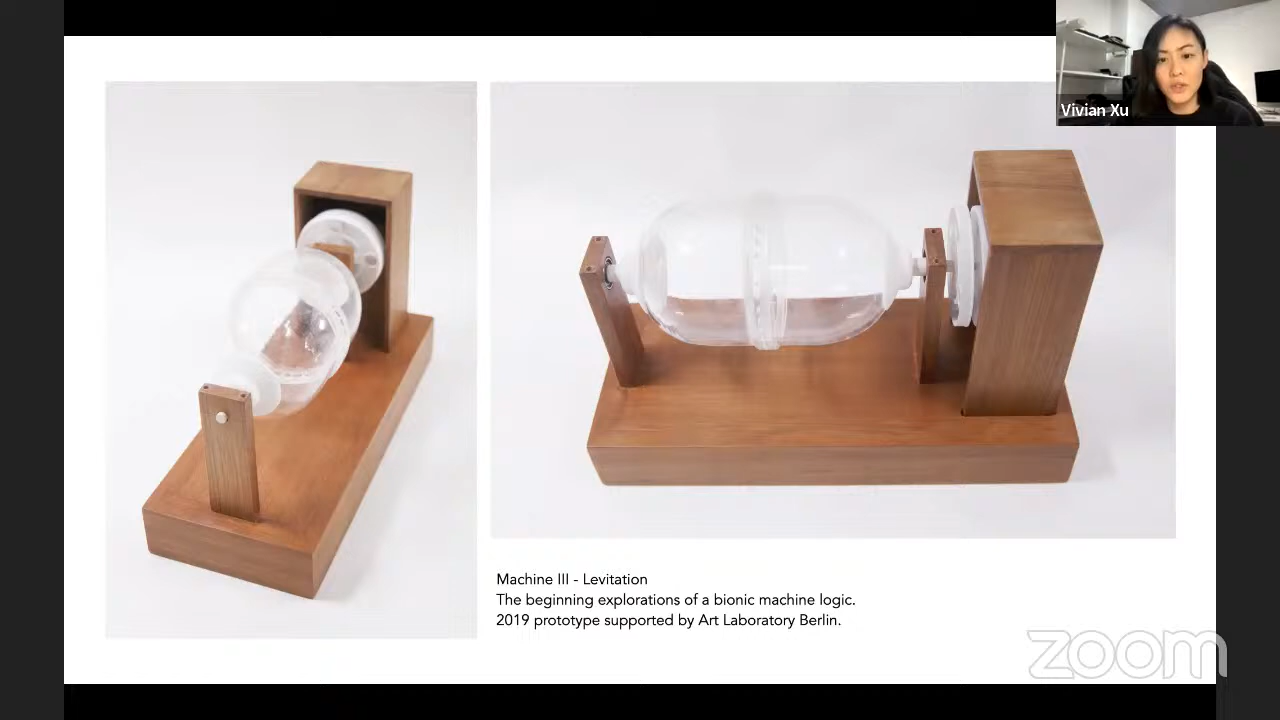 Vivian Xu
Machine III - Levitation
The beginning explorations of a bionic machine logic.
2019 prototype supported by Art Laboratory Berlin.
zoom